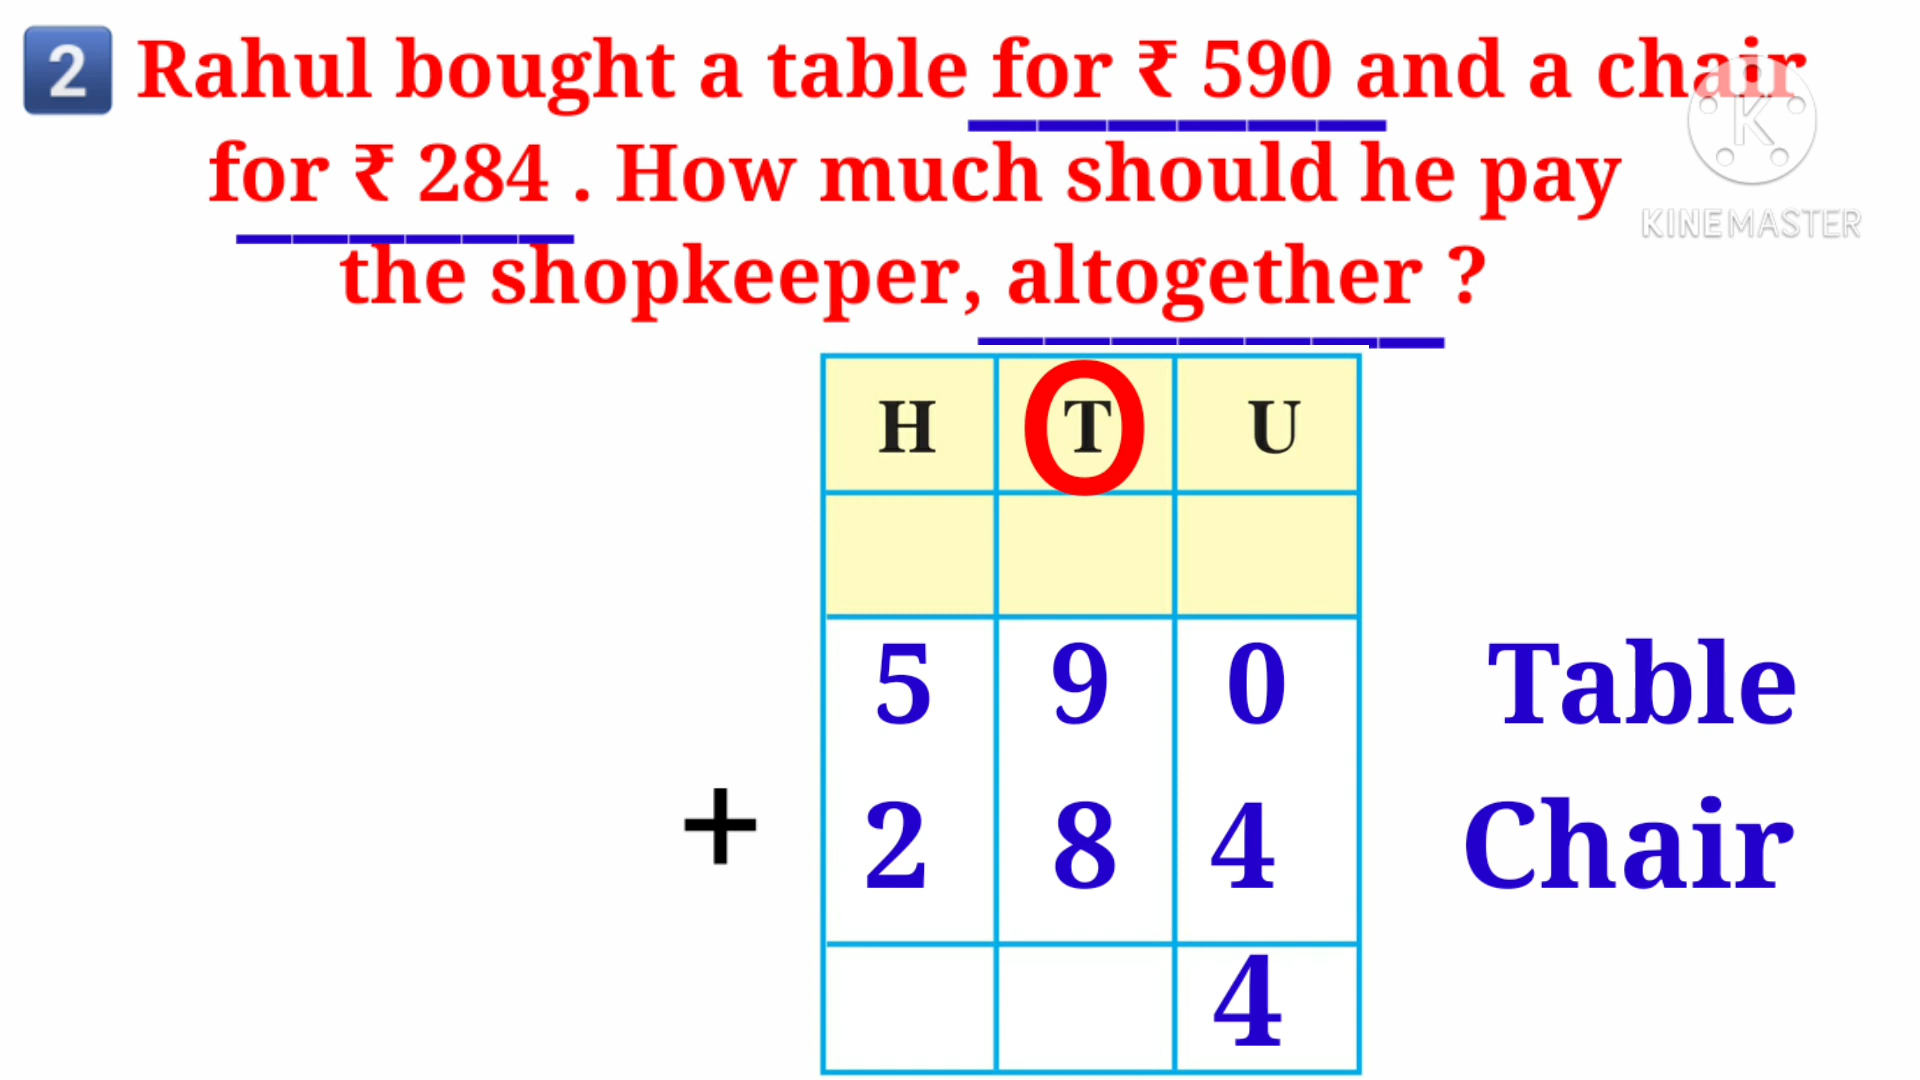 2 Rahul bought a table for ₹ 590 and a chair
for ₹ 284 . How much should he pay
the shopkeeper, altogether ?
KINEMASTER
H T U
5 9 0 Table
+ 2 8 4 Chair
4